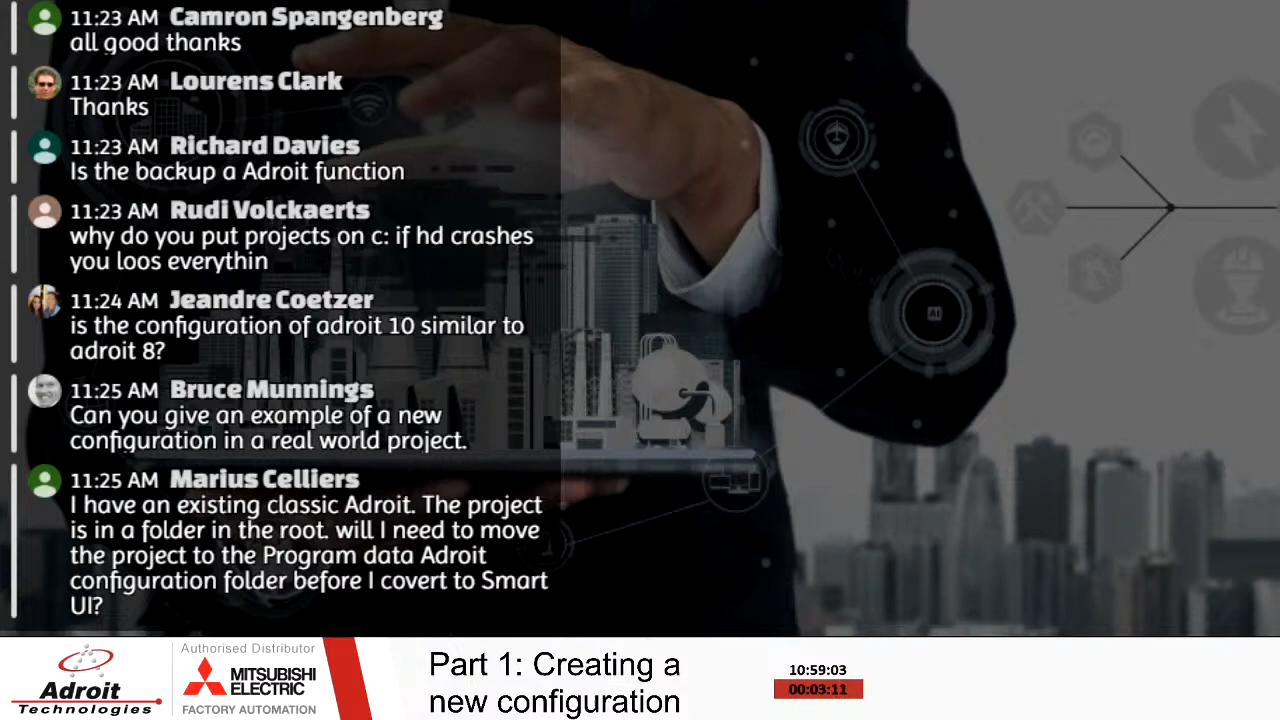 11:23 AM Camron Spangenberg
all good thanks
11:23 AM Lourens Clark
Thanks
11:23 AM Richard Davies
Is the backup a Adroit function
11:23 AM Rudi Volckaerts
why do you put projects on c: if hd crashes
you loos everythin
11:24 AM Jeandre Coetzer
is the configuration of adroit 10 similar to
adroit 8?
11:25 AM Bruce Munnings
Can you give an example of a new
configuration in a real world project.
11:25 AM Marius Celliers
I have an existing classic Adroit. The project
is in a folder in the root. will I need to move
the project to the Program data Adroit
configuration folder before I covert to Smart
UI?
AI
Adroit
Technologies
Authorised Distributor
MITSUBISHI
ELECTRIC
FACTORY AUTOMATION
Part 1: Creating a
new configuration
10:59:03
00:03:11